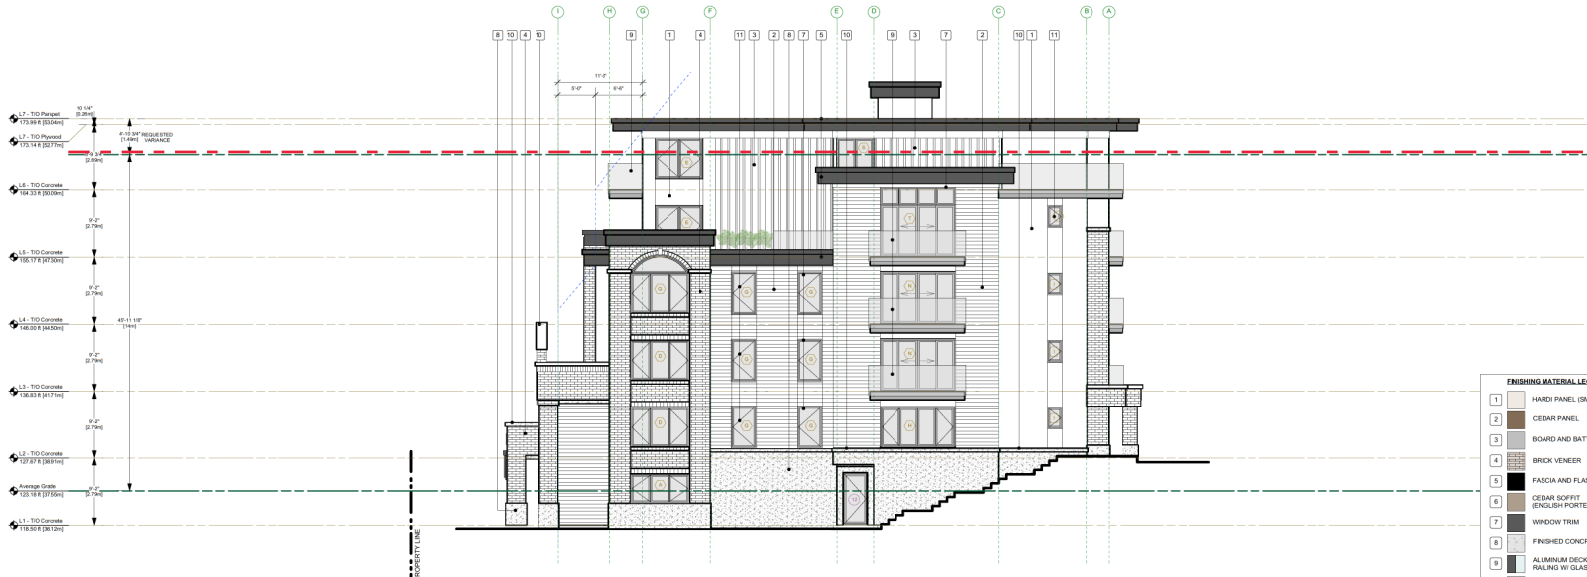 I H G F E D C B A
8 10 4 10 9 1 4 11 3 2 8 7 5 10 9 3 7 2 10 1 11
11'-5"
5'-0" 6'-6"
L7 - T/O Parapet
173.99 ft [53.04m]
10 1/4"
[0.26m]
L7 - T/O Plywood
173.14 ft [52.77m]
4'-10 3/4"
[1.49m]
REQUESTED
VARIANCE
[2.69m]
L6 - T/O Concrete
164.33 ft [50.09m]
9'-2"
[2.79m]
L5 - T/O Concrete
155.17 ft [47.30m]
9'-2"
[2.79m]
45'-11 1/8"
[14m]
L4 - T/O Concrete
146.00 ft [44.50m]
9'-2"
[2.79m]
L3 - T/O Concrete
136.83 ft [41.71m]
9'-2"
[2.79m]
L2 - T/O Concrete
127.67 ft [38.91m]
Average Grade
123.18 ft [37.55m]
9'-2"
[2.79m]
L1 - T/O Concrete
118.50 ft [36.12m]
PROPERTY LINE
E
E
T
Q G G N
D G G N
D G G H
A
FINISHING MATERIAL LE
1 HARDI PANEL (SM
2 CEDAR PANEL
3 BOARD AND BAT
4 BRICK VENEER
5 FASCIA AND FLAS
6 CEDAR SOFFIT
(ENGLISH PORTE
7 WINDOW TRIM
8 FINISHED CONCR
9 ALUMINUM DECK
RAILING W/ GLAS